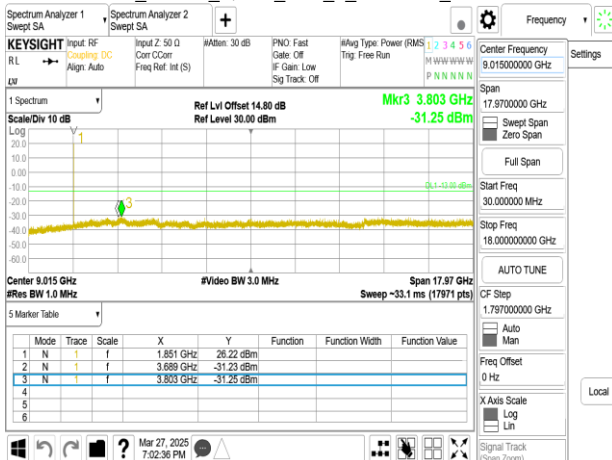 Spectrum Analyzer 1
Swept SA
Spectrum Analyzer 2
Swept SA
+
Frequency
KEYSIGHT
RL
Input: RF
Coupling: DC
Align: Auto
Input Z: 50 Ω
Corr CCorr
Freq Ref: Int (S)
#Atten: 30 dB
PNO: Fast
Gate: Off
IF Gain: Low
Sig Track: Off
#Avg Type: Power (RMS
Trig: Free Run
1 2 3 4 5 6
M W W W W W
P N N N N N
1 Spectrum
Scale/Div 10 dB
Ref Lvl Offset 14.80 dB
Ref Level 30.00 dBm
Mkr3 3.803 GHz
-31.25 dBm
Log
20.0
10.0
0.00
-10.0
-20.0
-30.0
-40.0
-50.0
-60.0
1
3
DL1 -13.00 dBm
Center 9.015 GHz
#Res BW 1.0 MHz
#Video BW 3.0 MHz
Span 17.97 GHz
Sweep ~33.1 ms (17971 pts)
5 Marker Table
Mode Trace Scale X Y Function Function Width Function Value
1 N 1 f 1.851 GHz 26.22 dBm
2 N 1 f 3.689 GHz -31.23 dBm
3 N 1 f 3.803 GHz -31.25 dBm
4
5
6
?
Mar 27, 2025
7:02:36 PM
Center Frequency
9.015000000 GHz
Settings
Span
17.9700000 GHz
Swept Span
Zero Span
Full Span
Start Freq
30.000000 MHz
Stop Freq
18.000000000 GHz
AUTO TUNE
CF Step
1.797000000 GHz
Auto
Man
Freq Offset
0 Hz
X Axis Scale
Log
Lin
Local
Signal Track
(Span Zoom)